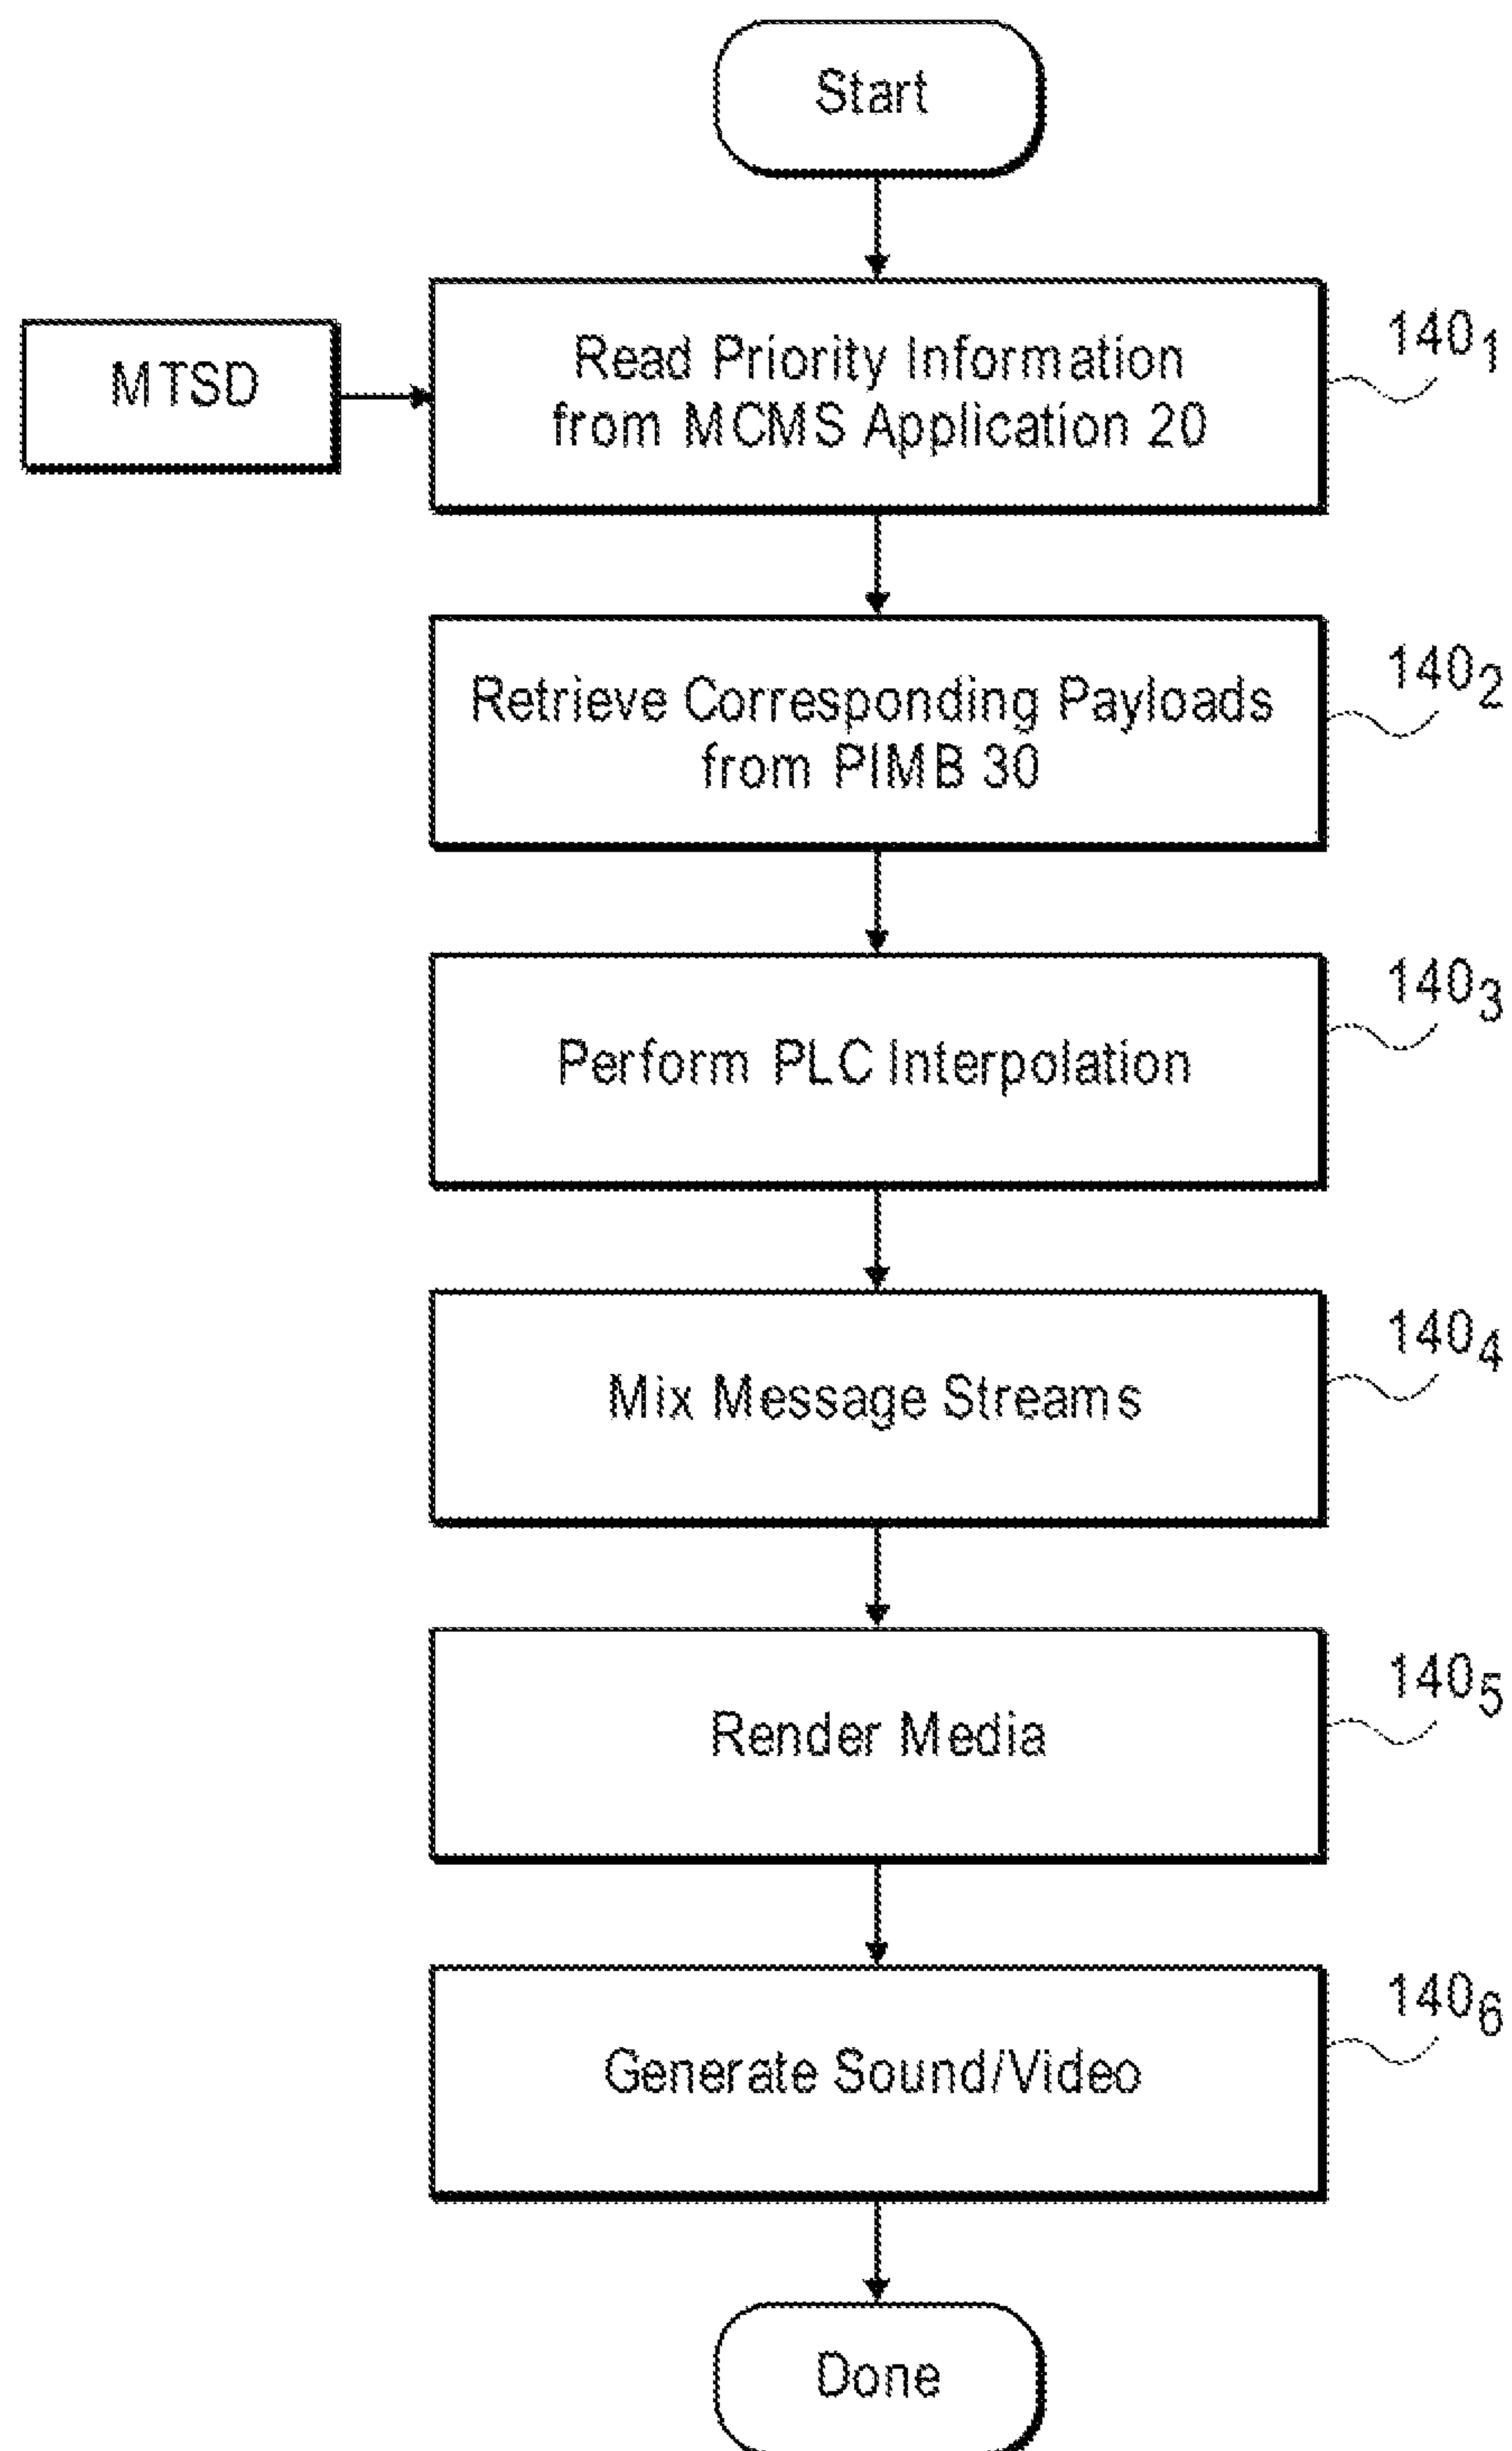 Start
MTSD
Read Priority Information
from MCMS Application 20
140₁
Retrieve Corresponding Payloads
from PIMB 30
140₂
Perform PLC Interpolation
140₃
Mix Message Streams
140₄
Render Media
140₅
Generate Sound/Video
140₆
Done